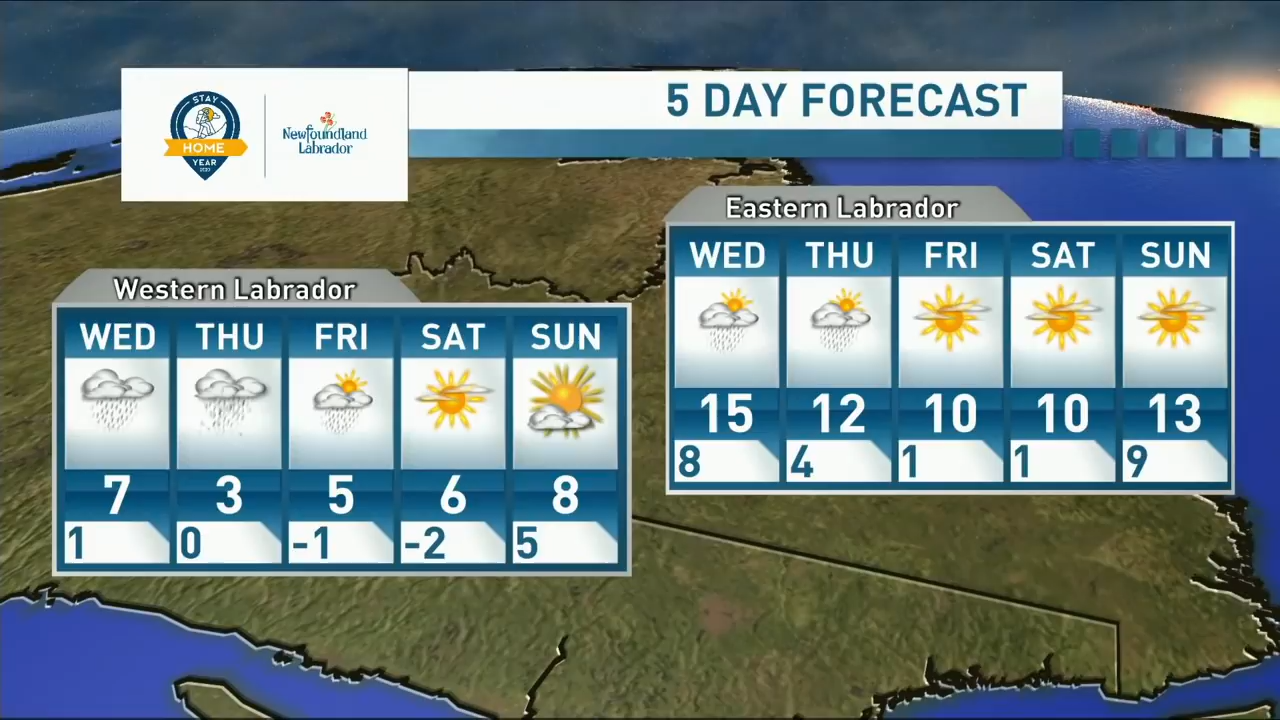 5 DAY FORECAST
STAY
HOME
YEAR
2020
Newfoundland
Labrador
Eastern Labrador
WED THU FRI SAT SUN
15 12 10 10 13
8 4 1 1 9
Western Labrador
WED THU FRI SAT SUN
7 3 5 6 8
1 0 -1 -2 5